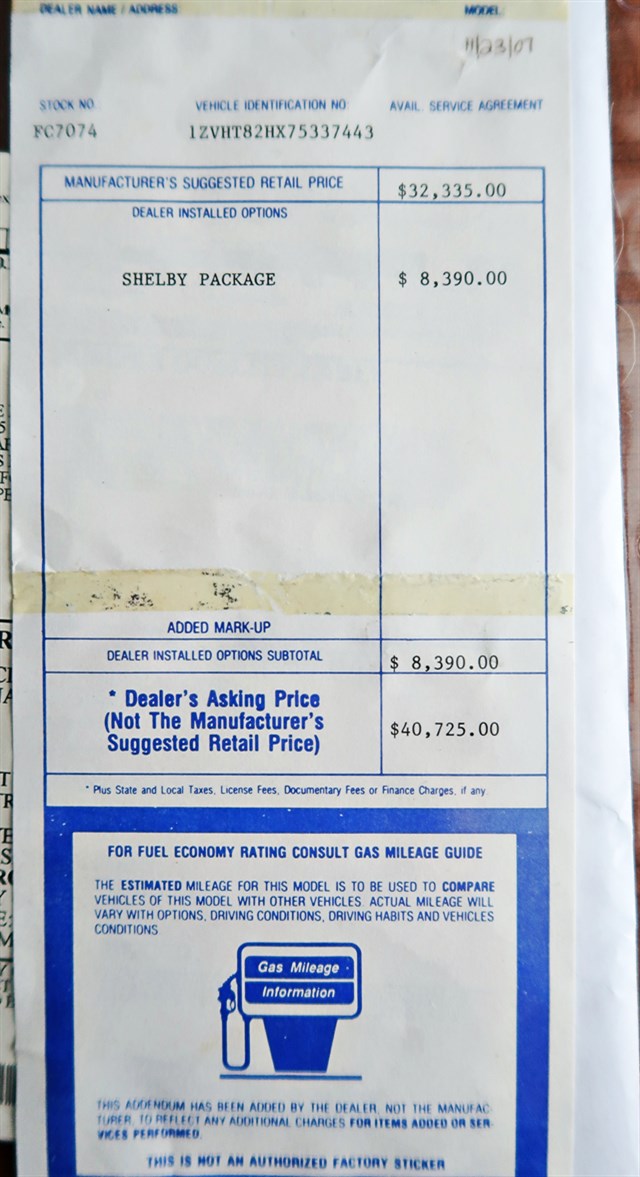 DEALER NAME / ADDRESS MODEL
11/23/07
STOCK NO. VEHICLE IDENTIFICATION NO. AVAIL. SERVICE AGREEMENT
FC7074 1ZVHT82HX75337443
MANUFACTURER'S SUGGESTED RETAIL PRICE $32,335.00
DEALER INSTALLED OPTIONS
SHELBY PACKAGE $ 8,390.00
ADDED MARK-UP
DEALER INSTALLED OPTIONS SUBTOTAL $ 8,390.00
* Dealer's Asking Price
(Not The Manufacturer's $40,725.00
Suggested Retail Price)
* Plus State and Local Taxes, License Fees, Documentary Fees or Finance Charges, if any.
FOR FUEL ECONOMY RATING CONSULT GAS MILEAGE GUIDE
THE ESTIMATED MILEAGE FOR THIS MODEL IS TO BE USED TO COMPARE
VEHICLES OF THIS MODEL WITH OTHER VEHICLES. ACTUAL MILEAGE WILL
VARY WITH OPTIONS, DRIVING CONDITIONS, DRIVING HABITS AND VEHICLES
CONDITIONS
Gas Mileage
Information
THIS ADDENDUM HAS BEEN ADDED BY THE DEALER, NOT THE MANUFAC-
TURER, TO REFLECT ANY ADDITIONAL CHARGES FOR ITEMS ADDED OR SER-
VICES PERFORMED.
THIS IS NOT AN AUTHORIZED FACTORY STICKER